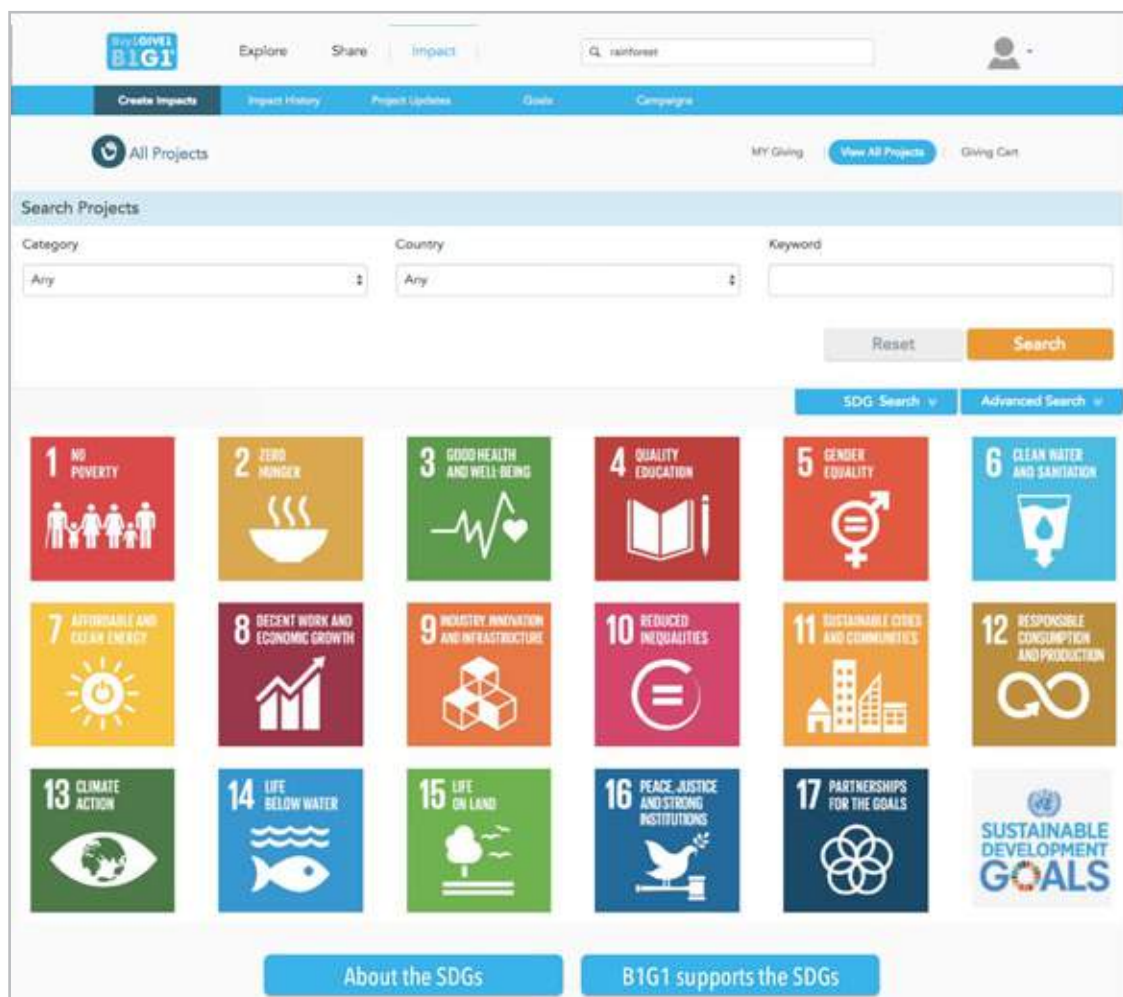 Buy1GIVE1
B1G1
Explore
Share
Impact
rainforest
Create Impacts
Impact History
Project Updates
Goals
Campaigns
All Projects
MY Giving
View All Projects
Giving Cart
Search Projects
Category
Country
Keyword
Any
Any
Reset
Search
SDG Search
Advanced Search
1 NO
POVERTY
2 ZERO
HUNGER
3 GOOD HEALTH
AND WELL-BEING
4 QUALITY
EDUCATION
5 GENDER
EQUALITY
6 CLEAN WATER
AND SANITATION
7 AFFORDABLE AND
CLEAN ENERGY
8 DECENT WORK AND
ECONOMIC GROWTH
9 INDUSTRY, INNOVATION
AND INFRASTRUCTURE
10 REDUCED
INEQUALITIES
11 SUSTAINABLE CITIES
AND COMMUNITIES
12 RESPONSIBLE
CONSUMPTION
AND PRODUCTION
13 CLIMATE
ACTION
14 LIFE
BELOW WATER
15 LIFE
ON LAND
16 PEACE, JUSTICE
AND STRONG
INSTITUTIONS
17 PARTNERSHIPS
FOR THE GOALS
SUSTAINABLE
DEVELOPMENT
GOALS
About the SDGs
B1G1 supports the SDGs